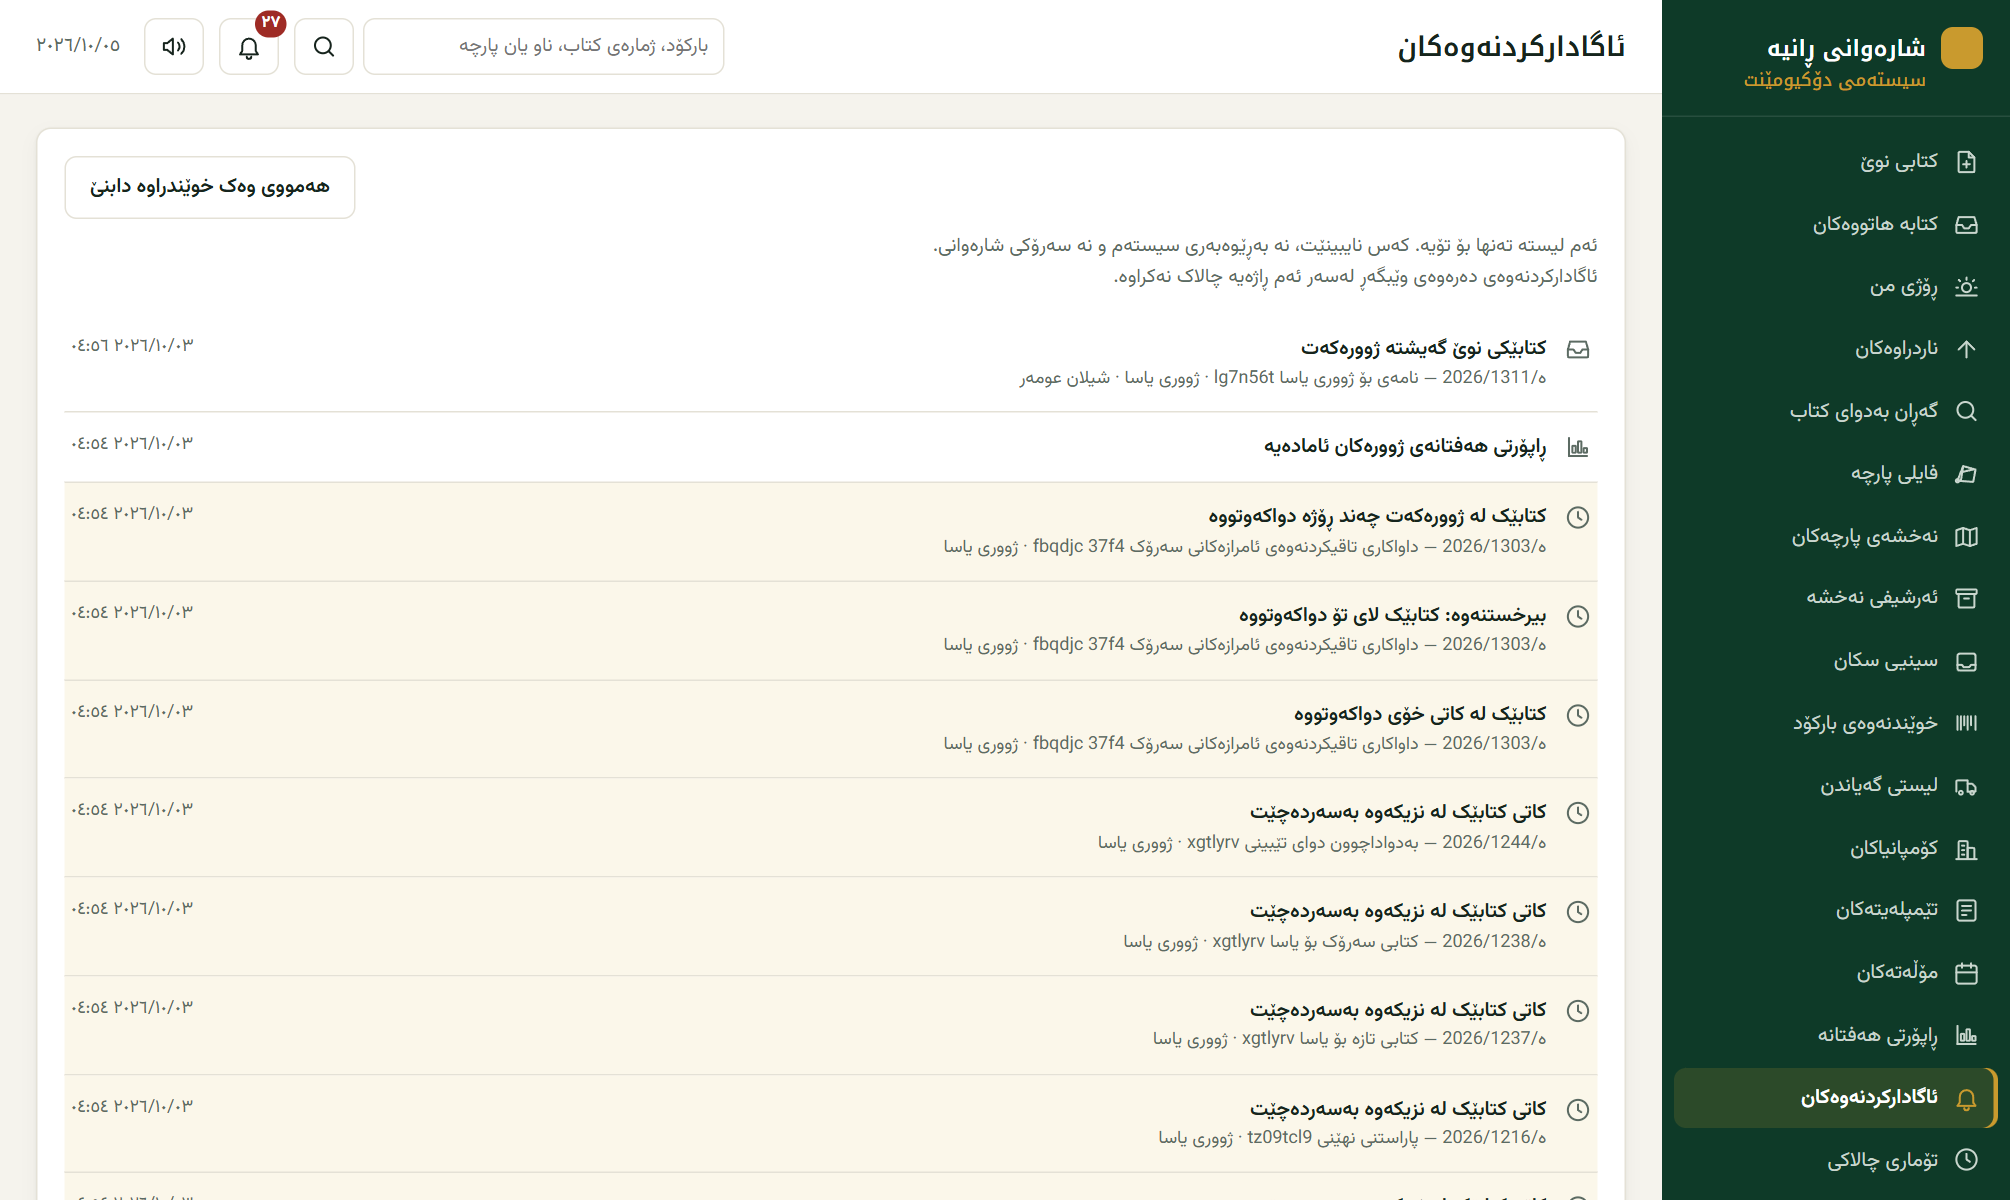 شارەوانی ڕانیە
سیستەمی دۆکیومێنت
کتابی نوێ
کتابە هاتووەکان
ڕۆژی من
ناردراوەکان
گەڕان بەدوای کتاب
فایلی پارچە
نەخشەی پارچەکان
ئەرشیفی نەخشە
سینیی سکان
خوێندنەوەی بارکۆد
لیستی گەیاندن
کۆمپانیاکان
تێمپلەیتەکان
مۆڵەتەکان
ڕاپۆرتی هەفتانە
ئاگادارکردنەوەکان
تۆماری چالاکی
ئاگادارکردنەوەکان
بارکۆد، ژمارەی کتاب، ناو یان پارچە
٢٧
٢٠٢٦/١٠/٠٥
هەمووی وەک خوێندراوە دابنێ
ئەم لیستە تەنها بۆ تۆیە. کەس نایبینێت، نە بەڕێوەبەری سیستەم و نە سەرۆکی شارەوانی.
ئاگادارکردنەوەی دەرەوەی وێبگەڕ لەسەر ئەم ڕاژەیە چالاک نەکراوە.
کتابێکی نوێ گەیشتە ژوورەکەت
٢٠٢٦/١٠/٠٣ ٠٤:٥٦
ە/2026/1311 — نامەی بۆ ژووری یاسا lg7n56t · ژووری یاسا · شیلان عومەر
ڕاپۆرتی هەفتانەی ژوورەکان ئامادەیە
٢٠٢٦/١٠/٠٣ ٠٤:٥٤
کتابێک لە ژوورەکەت چەند ڕۆژە دواکەوتووە
٢٠٢٦/١٠/٠٣ ٠٤:٥٤
ە/2026/1303 — داواکاری تاقیکردنەوەی ئامرازەکانی سەرۆک fbqdjc 37f4 · ژووری یاسا
بیرخستنەوە: کتابێک لای تۆ دواکەوتووە
٢٠٢٦/١٠/٠٣ ٠٤:٥٤
ە/2026/1303 — داواکاری تاقیکردنەوەی ئامرازەکانی سەرۆک fbqdjc 37f4 · ژووری یاسا
کتابێک لە کاتی خۆی دواکەوتووە
٢٠٢٦/١٠/٠٣ ٠٤:٥٤
ە/2026/1303 — داواکاری تاقیکردنەوەی ئامرازەکانی سەرۆک fbqdjc 37f4 · ژووری یاسا
کاتی کتابێک لە نزیکەوە بەسەردەچێت
٢٠٢٦/١٠/٠٣ ٠٤:٥٤
ە/2026/1244 — بەدواداچوون دوای تێبینی xgtlyrv · ژووری یاسا
کاتی کتابێک لە نزیکەوە بەسەردەچێت
٢٠٢٦/١٠/٠٣ ٠٤:٥٤
ە/2026/1238 — کتابی سەرۆک بۆ یاسا xgtlyrv · ژووری یاسا
کاتی کتابێک لە نزیکەوە بەسەردەچێت
٢٠٢٦/١٠/٠٣ ٠٤:٥٤
ە/2026/1237 — کتابی تازە بۆ یاسا xgtlyrv · ژووری یاسا
کاتی کتابێک لە نزیکەوە بەسەردەچێت
٢٠٢٦/١٠/٠٣ ٠٤:٥٤
ە/2026/1216 — پاراستنی نهێنی tz09tcl9 · ژووری یاسا